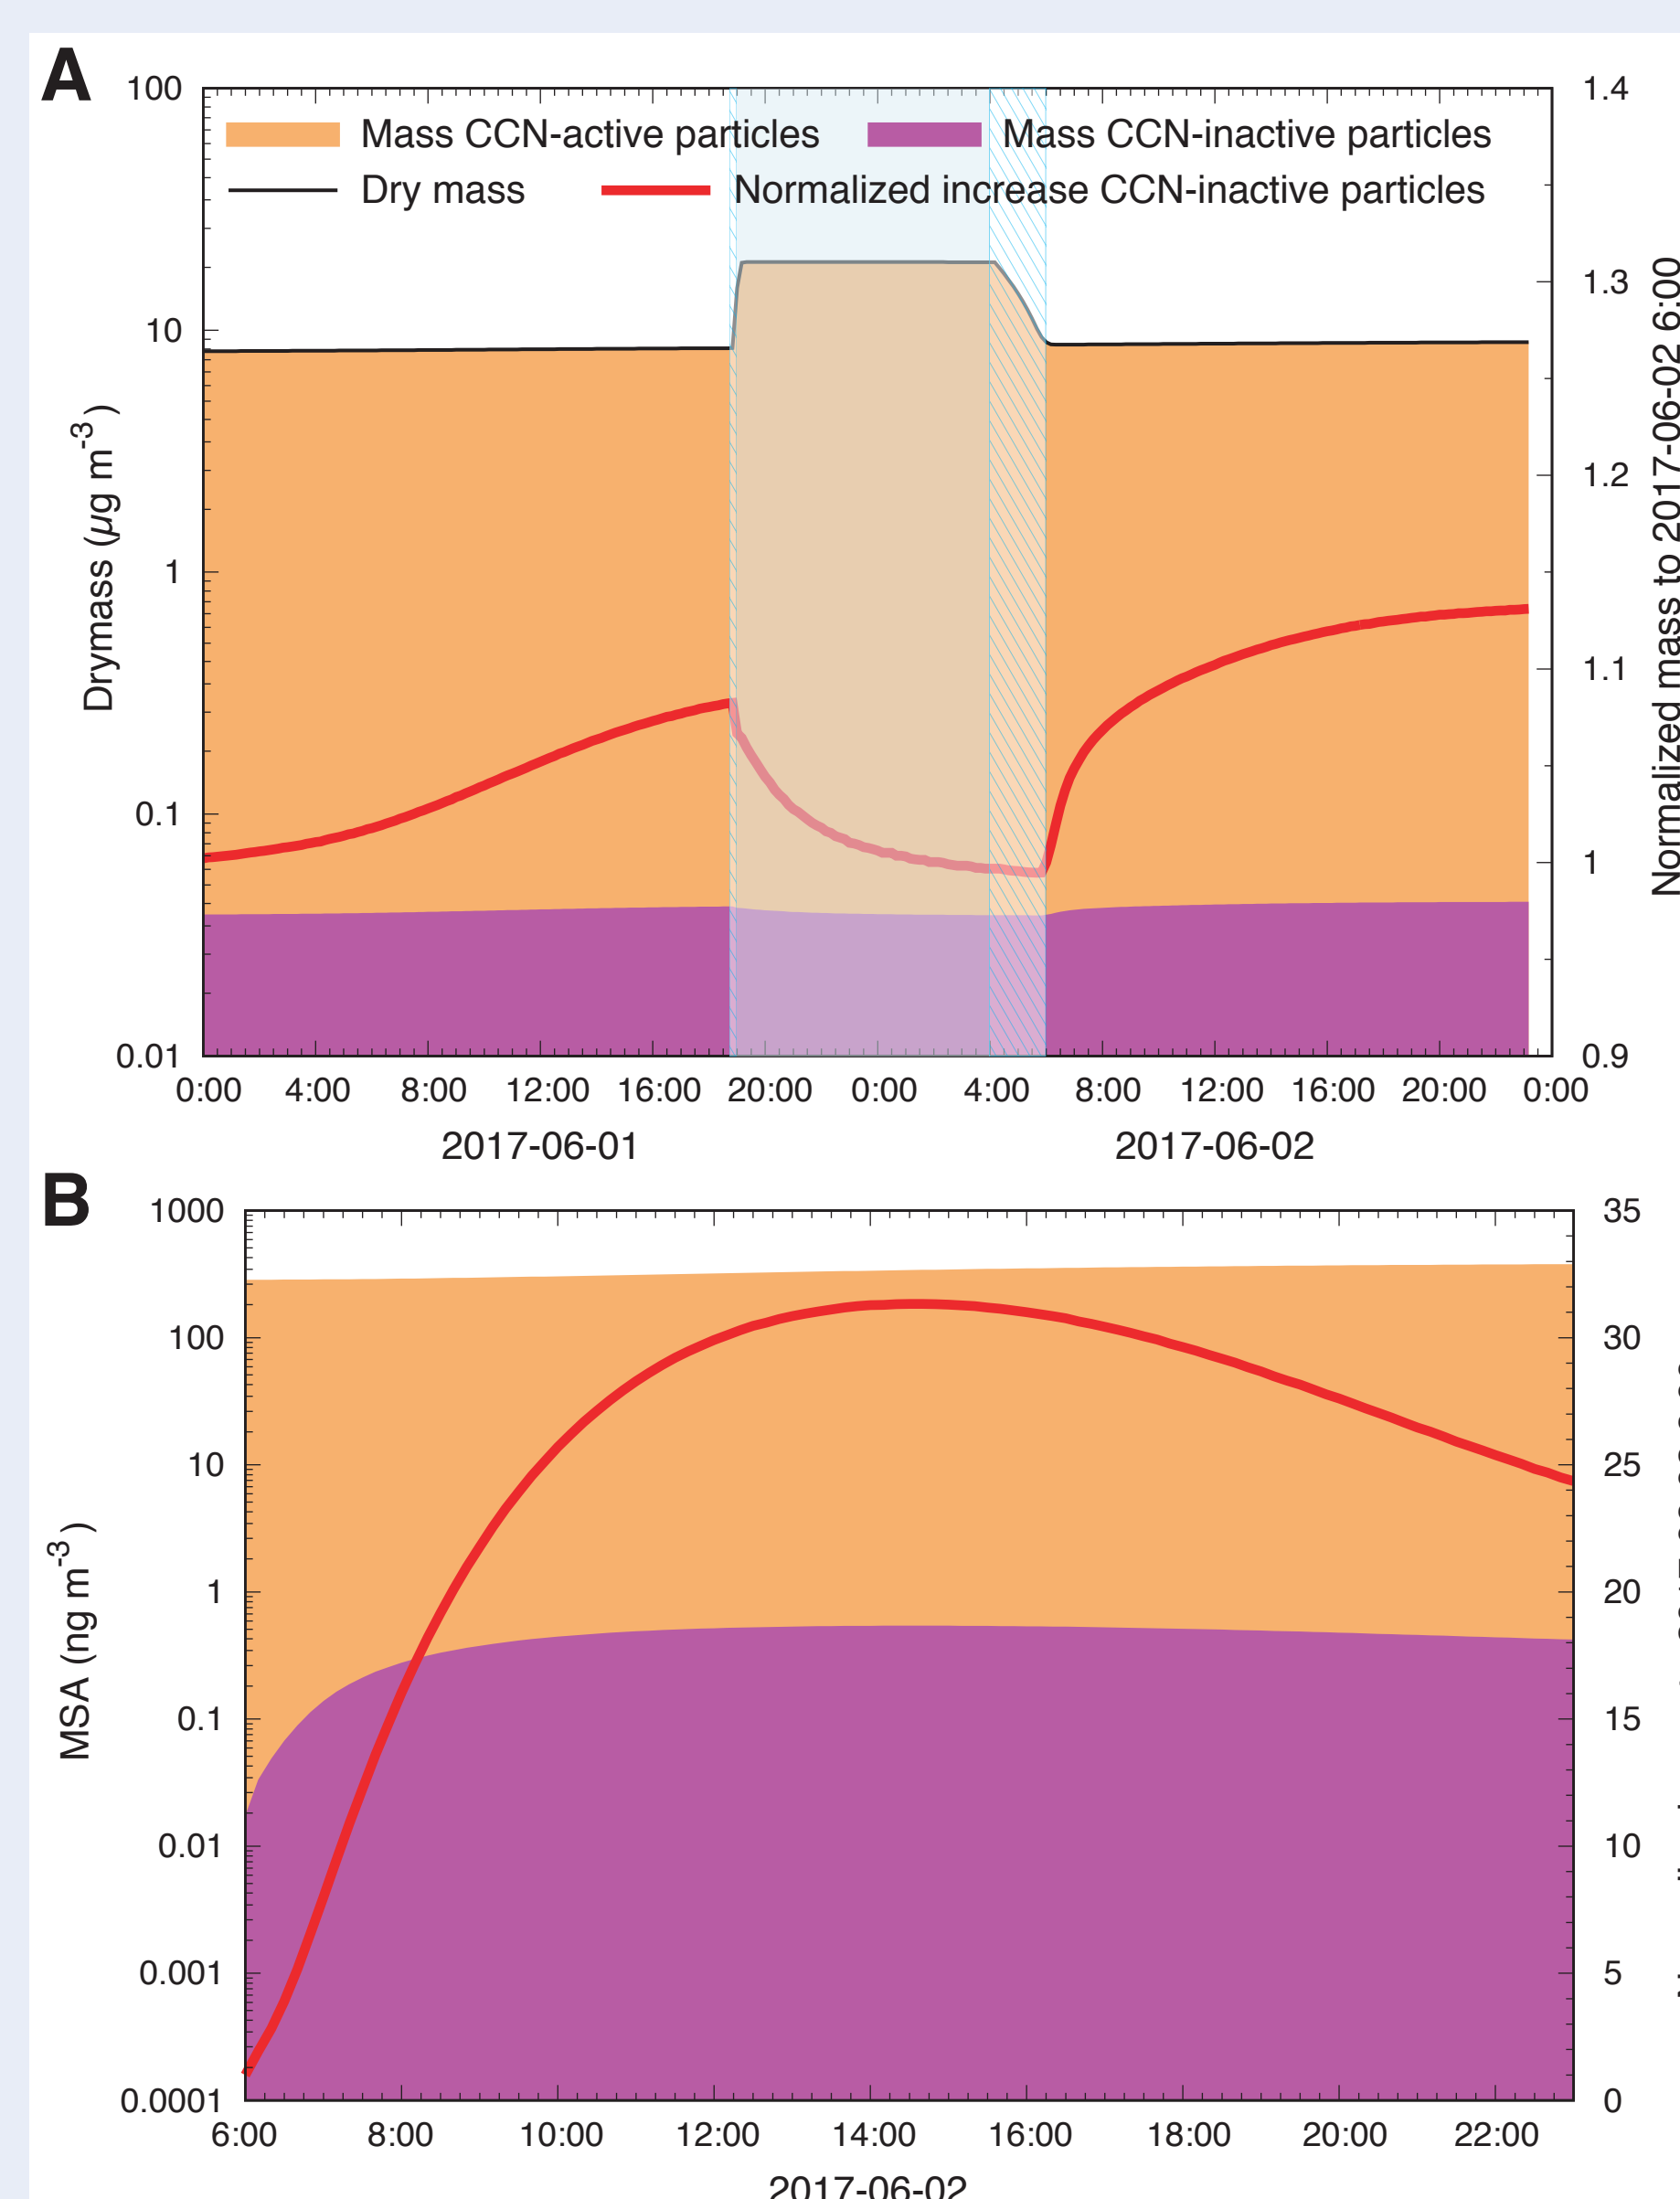 A
100
10
1
0.1
0.01
Drymass (µg m-3)
Mass CCN-active particles
Mass CCN-inactive particles
Dry mass
Normalized increase CCN-inactive particles
1.4
1.3
1.2
1.1
1
0.9
Normalized mass to 2017-06-02 6:00
0:00 4:00 8:00 12:00 16:00 20:00 0:00 4:00 8:00 12:00 16:00 20:00 0:00
2017-06-01 2017-06-02
B
1000
100
10
1
0.1
0.01
0.001
0.0001
MSA (ng m-3)
35
30
25
20
15
10
5
0
6:00 8:00 10:00 12:00 14:00 16:00 18:00 20:00 22:00
2017-06-02